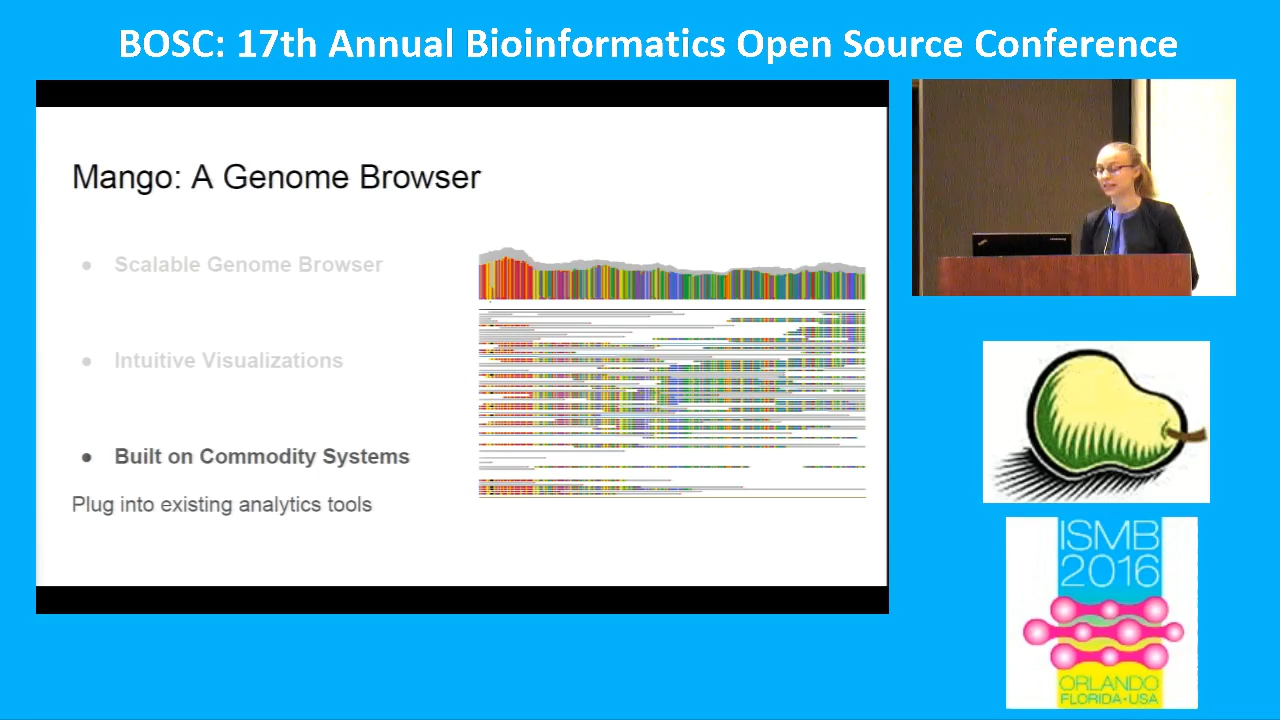 BOSC: 17th Annual Bioinformatics Open Source Conference
Mango: A Genome Browser
● Scalable Genome Browser
● Intuitive Visualizations
● Built on Commodity Systems
Plug into existing analytics tools
ISMB
2016
ORLANDO
FLORIDA•USA